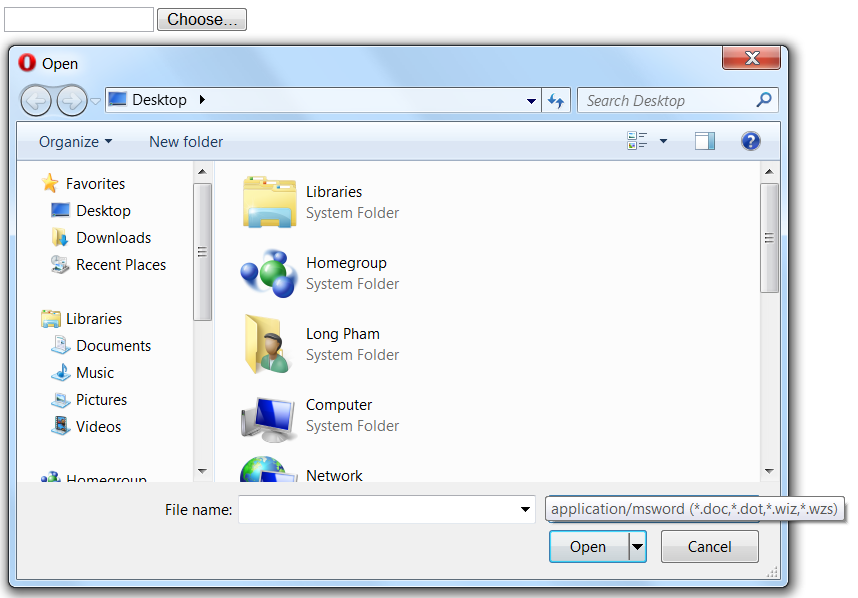 Choose...
Open
Desktop
Search Desktop
Organize New folder
Favorites
Desktop
Downloads
Recent Places
Libraries
Documents
Music
Pictures
Videos
Homegroup
Libraries
System Folder
Homegroup
System Folder
Long Pham
System Folder
Computer
System Folder
Network
File name:
application/msword (*.doc,*.dot,*.wiz,*.wzs)
Open Cancel